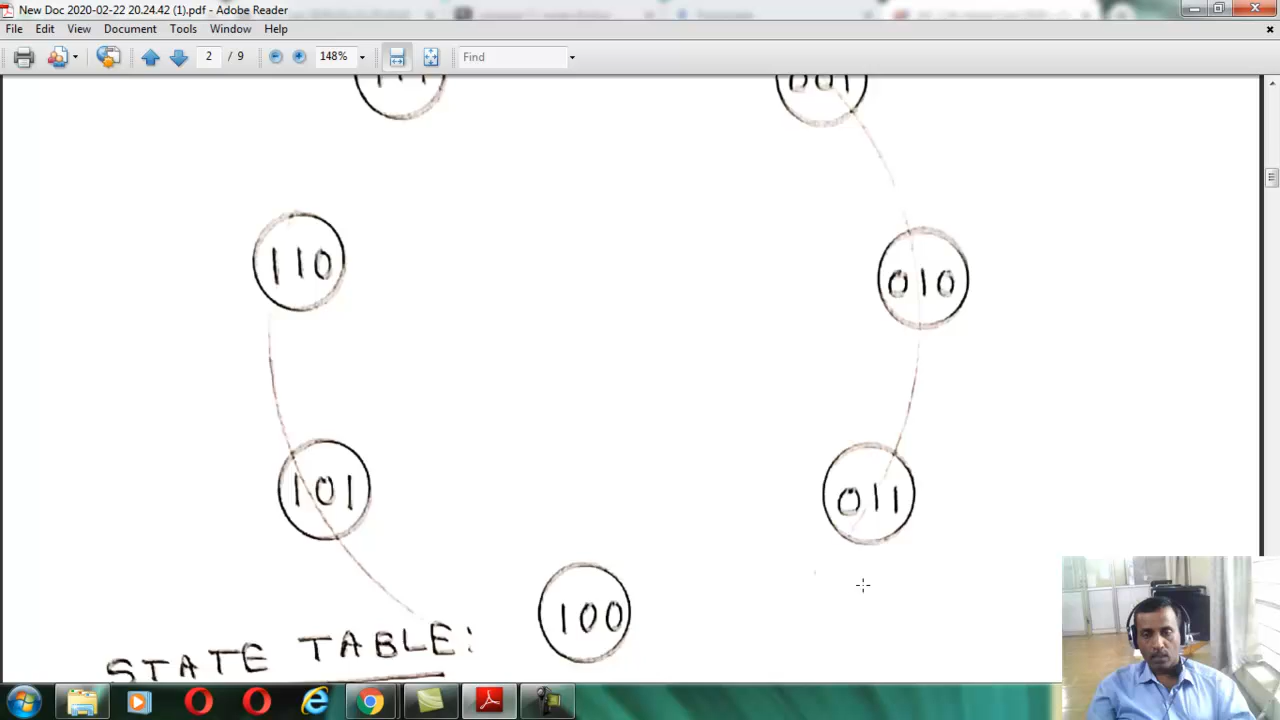 New Doc 2020-02-22 20.24.42 (1).pdf - Adobe Reader
File Edit View Document Tools Window Help
2 / 9 148% Find
111 001
110 010
101 011
100
STATE TABLE: